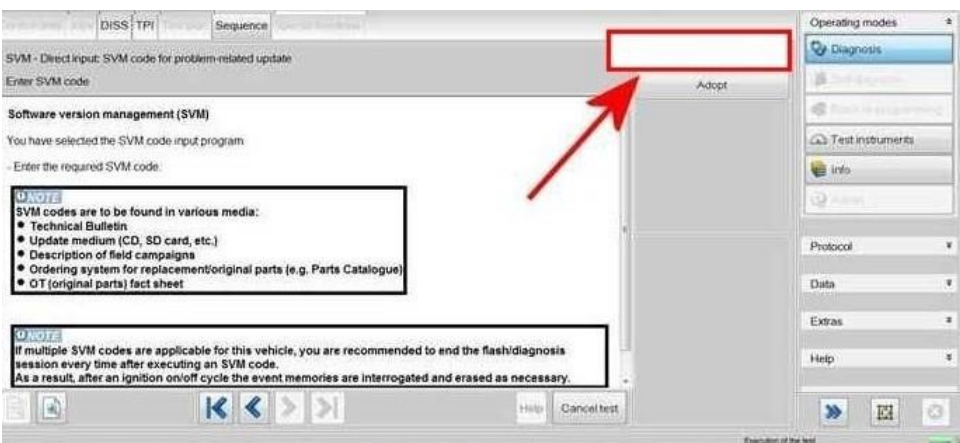 DISS TPI Sequence
SVM - Direct input: SVM code for problem-related update
Enter SVM code
Adopt
Software version management (SVM)
You have selected the SVM code input program
- Enter the required SVM code:
NOTE
SVM codes are to be found in various media:
• Technical Bulletin
• Update medium (CD, SD card, etc.)
• Description of field campaigns
• Ordering system for replacement/original parts (e.g. Parts Catalogue)
• OT (original parts) fact sheet
NOTE
If multiple SVM codes are applicable for this vehicle, you are recommended to end the flash/diagnosis
session every time after executing an SVM code.
As a result, after an ignition on/off cycle the event memories are interrogated and erased as necessary.
Help
Cancel test
Operating modes
Diagnosis
Test instruments
Info
Admin
Protocol
Data
Extras
Help
Execution of the test